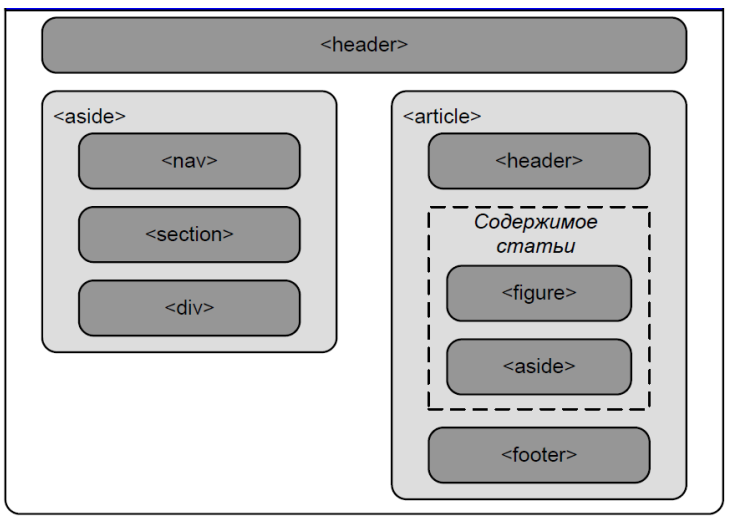 <header>
<aside>
<nav>
<section>
<div>
<article>
<header>
Содержимое
статьи
<figure>
<aside>
<footer>